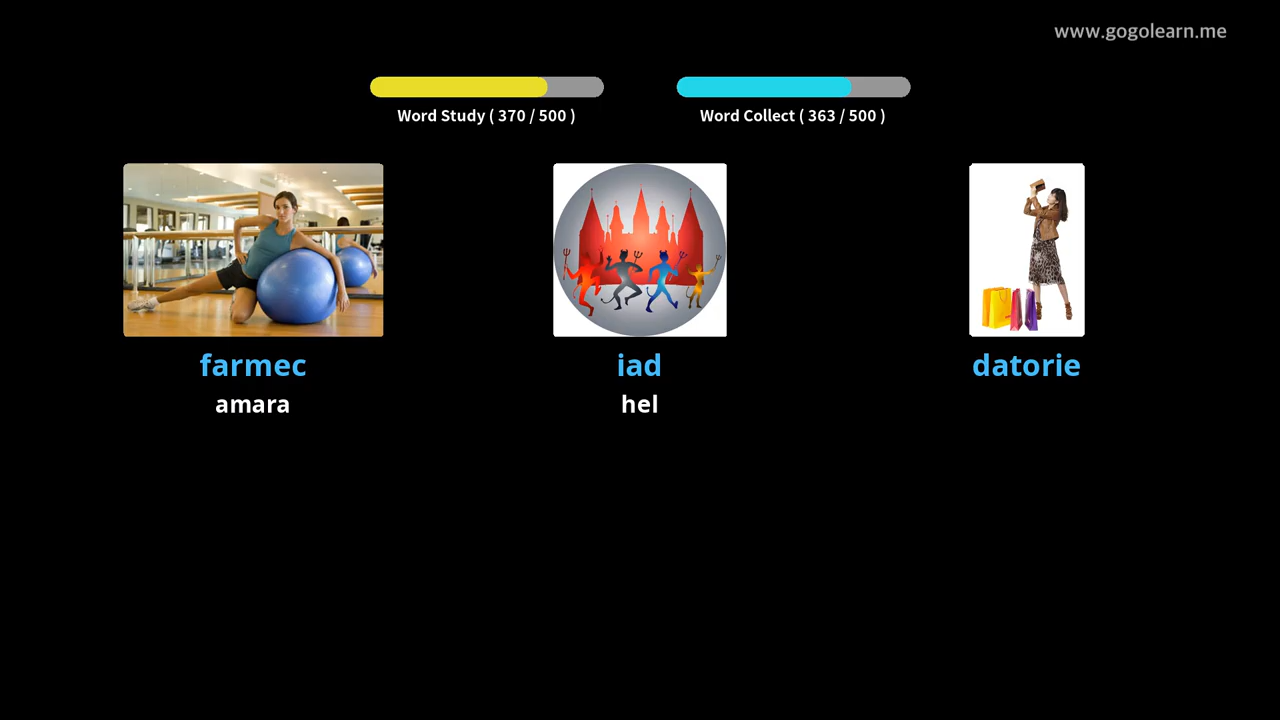 www.gogolearn.me
Word Study ( 370 / 500 )
Word Collect ( 363 / 500 )
farmec
iad
datorie
amara
hel